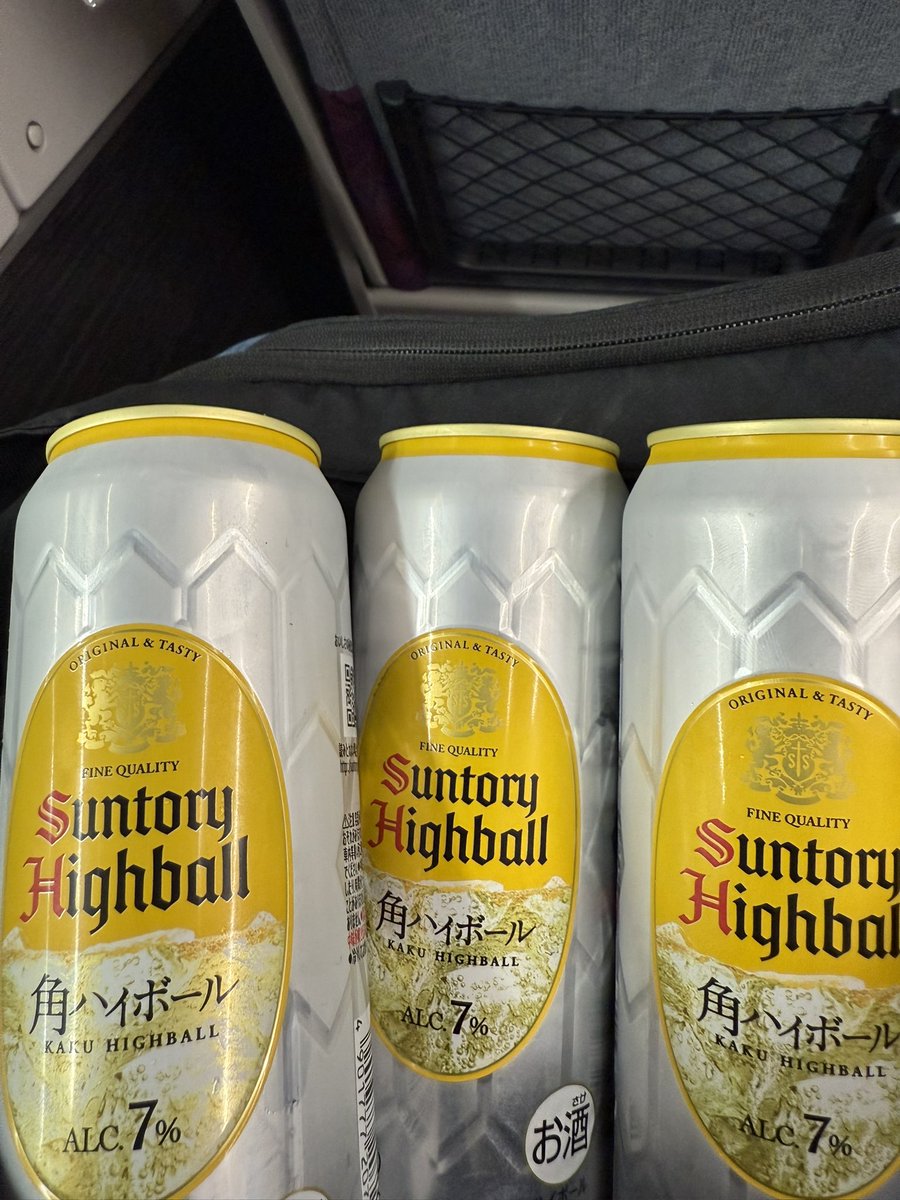 ORIGINAL & TASTY
FINE QUALITY
Suntory
Highball
角ハイボール
KAKU HIGHBALL
ALC. 7%
ORIGINAL & TASTY
FINE QUALITY
Suntory
Highball
角ハイボール
KAKU HIGHBALL
ALC. 7%
さけ
お酒
ORIGINAL & TASTY
FINE QUALITY
Suntory
Highbal
角ハイボール
KAKU HIGHBALL
ALC. 7%